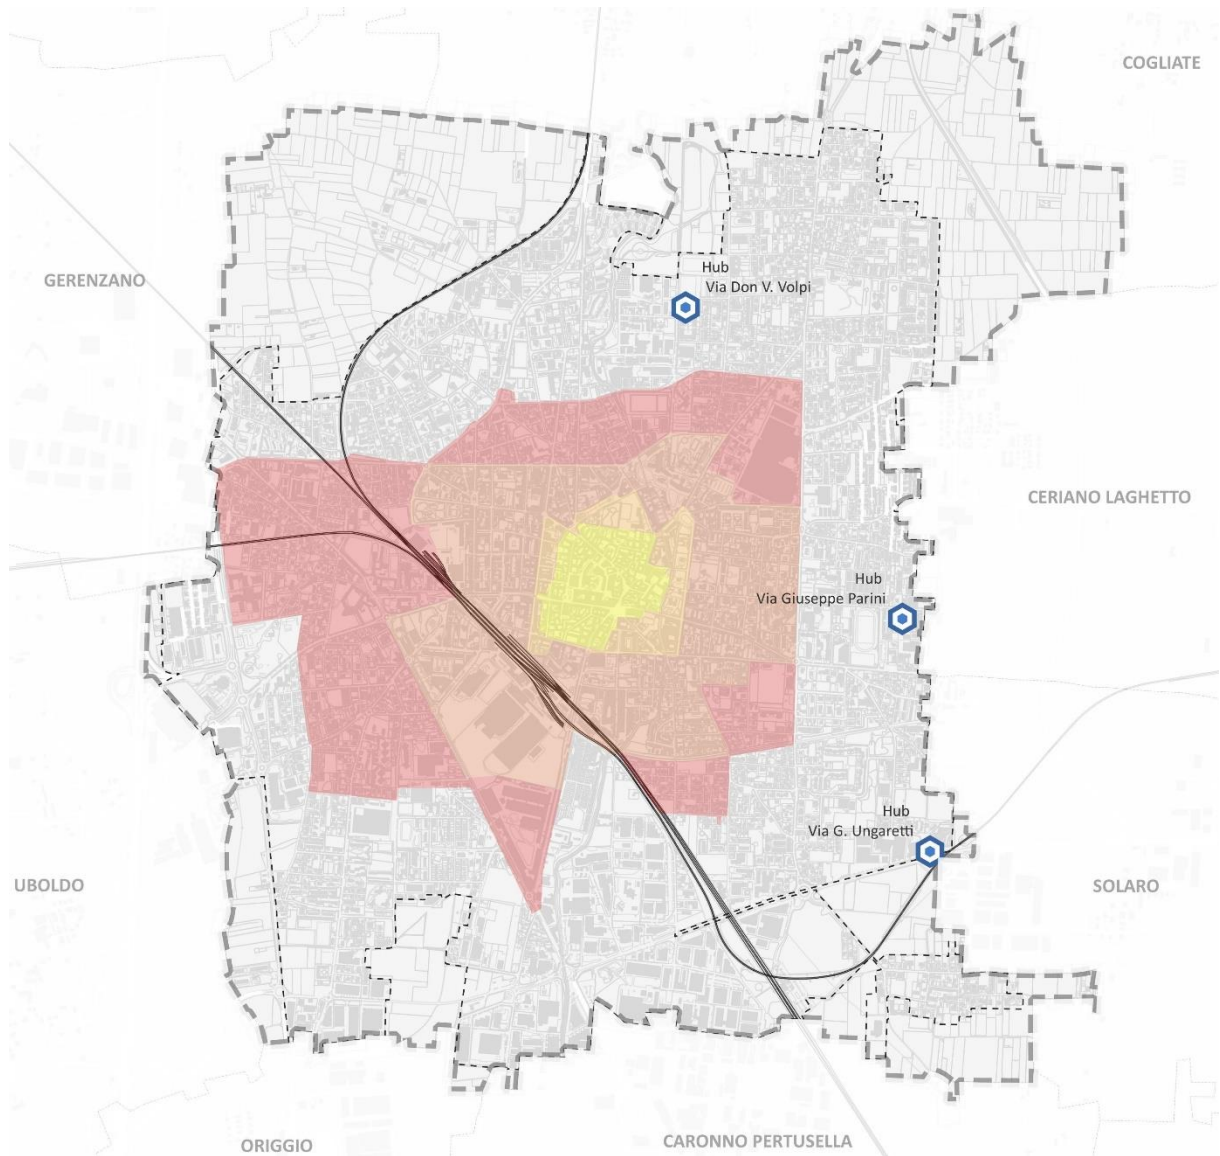 COGLIATE
Hub
Via Don V. Volpi
GERENZANO
CERIANO LAGHETTO
Hub
Via Giuseppe Parini
Hub
Via G. Ungaretti
UBOLDO
SOLARO
ORIGGIO
CARONNO PERTUSELLA